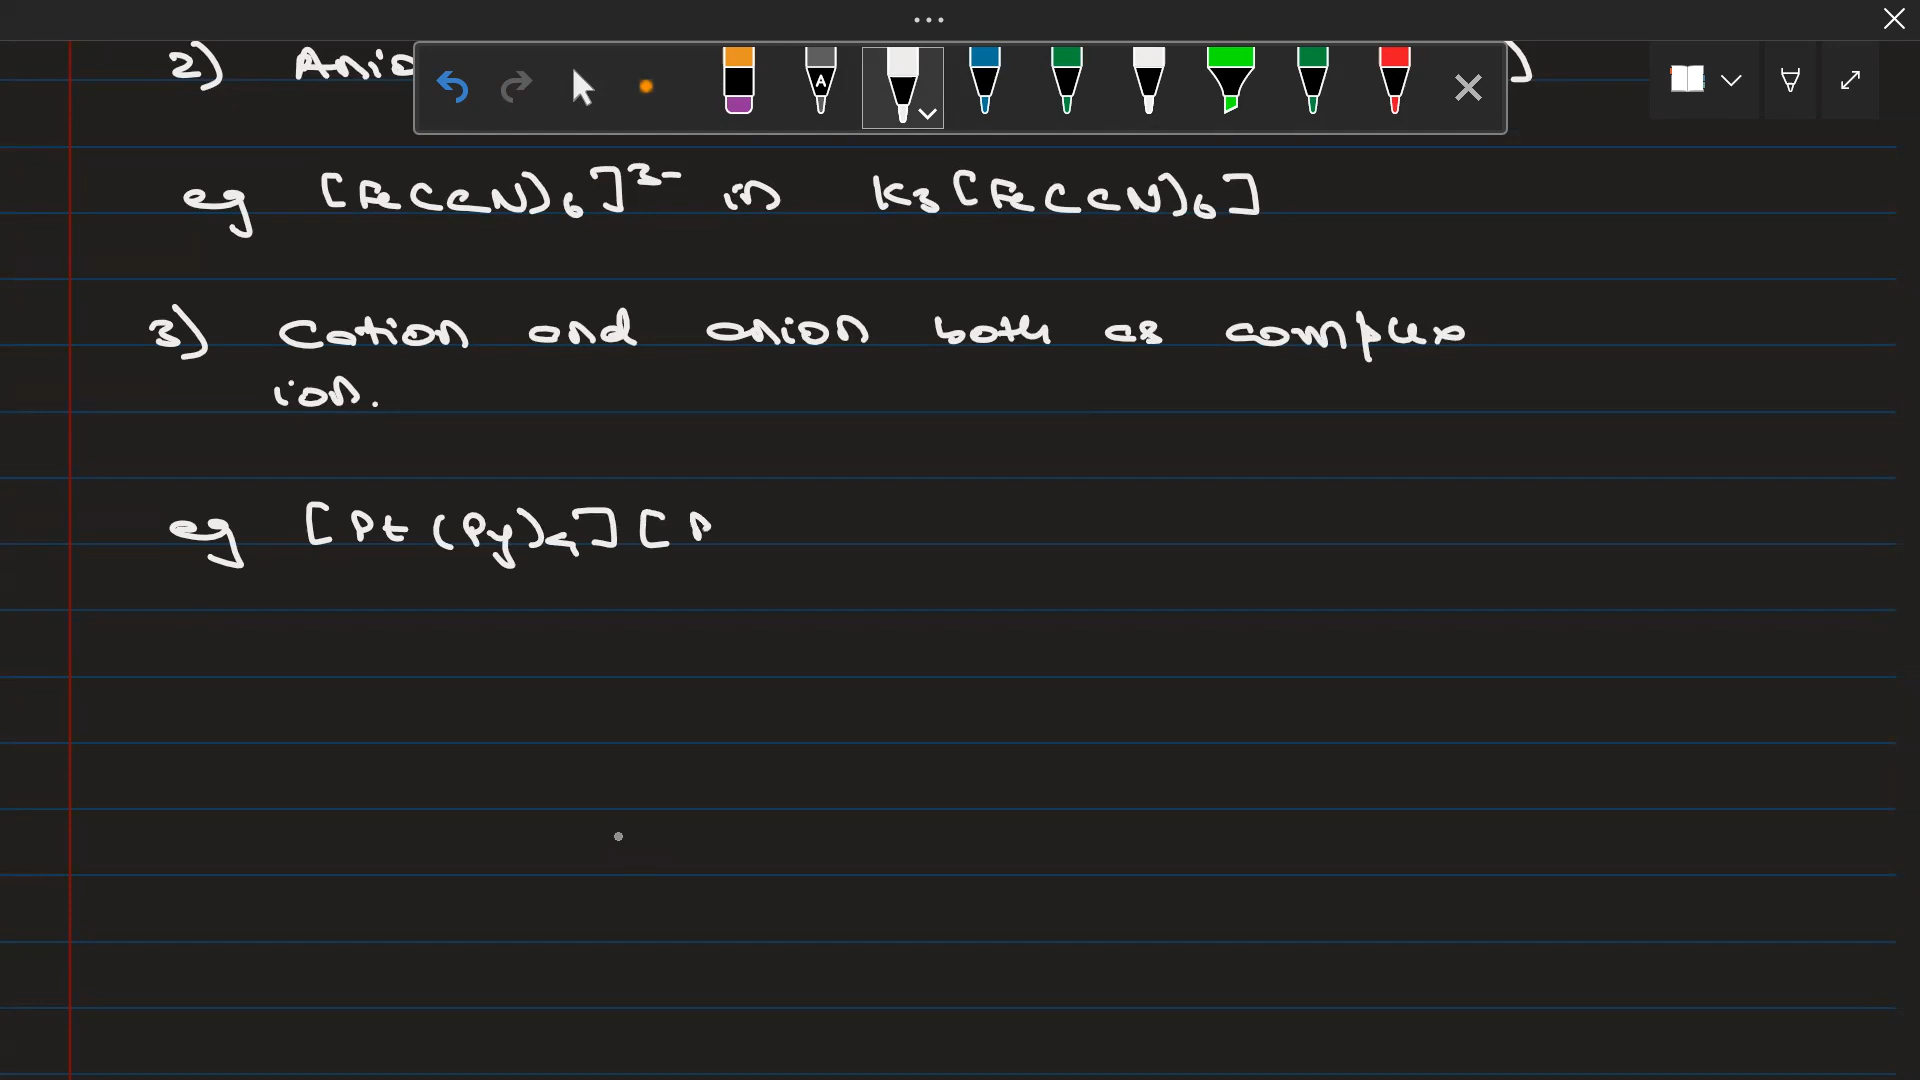 2) Anio
eg [Fe(CN)6]3- in K3[Fe(CN)6]
3) Cation and anion both as complex
ion.
eg [Pt(Py)4][P